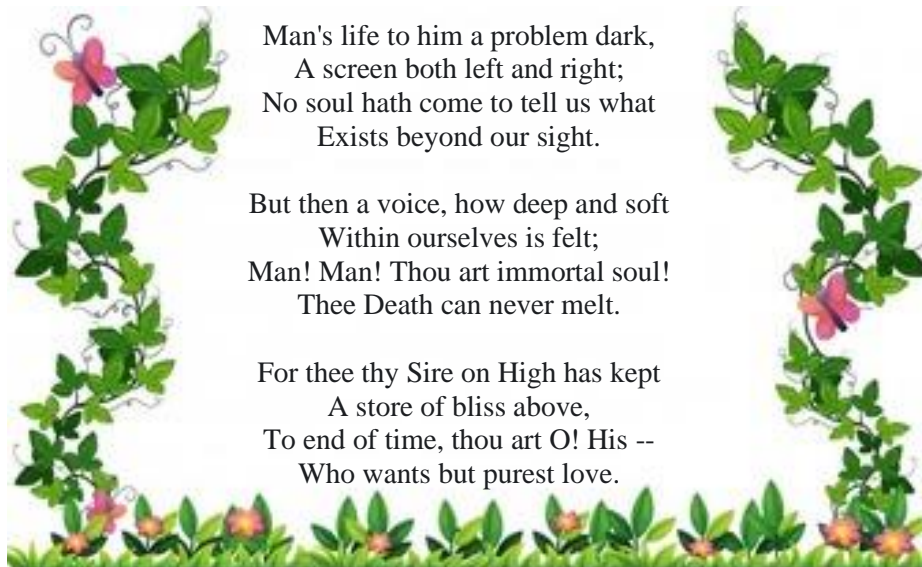 Man's life to him a problem dark,
A screen both left and right;
No soul hath come to tell us what
Exists beyond our sight.

But then a voice, how deep and soft
Within ourselves is felt;
Man! Man! Thou art immortal soul!
Thee Death can never melt.

For thee thy Sire on High has kept
A store of bliss above,
To end of time, thou art O! His --
Who wants but purest love.